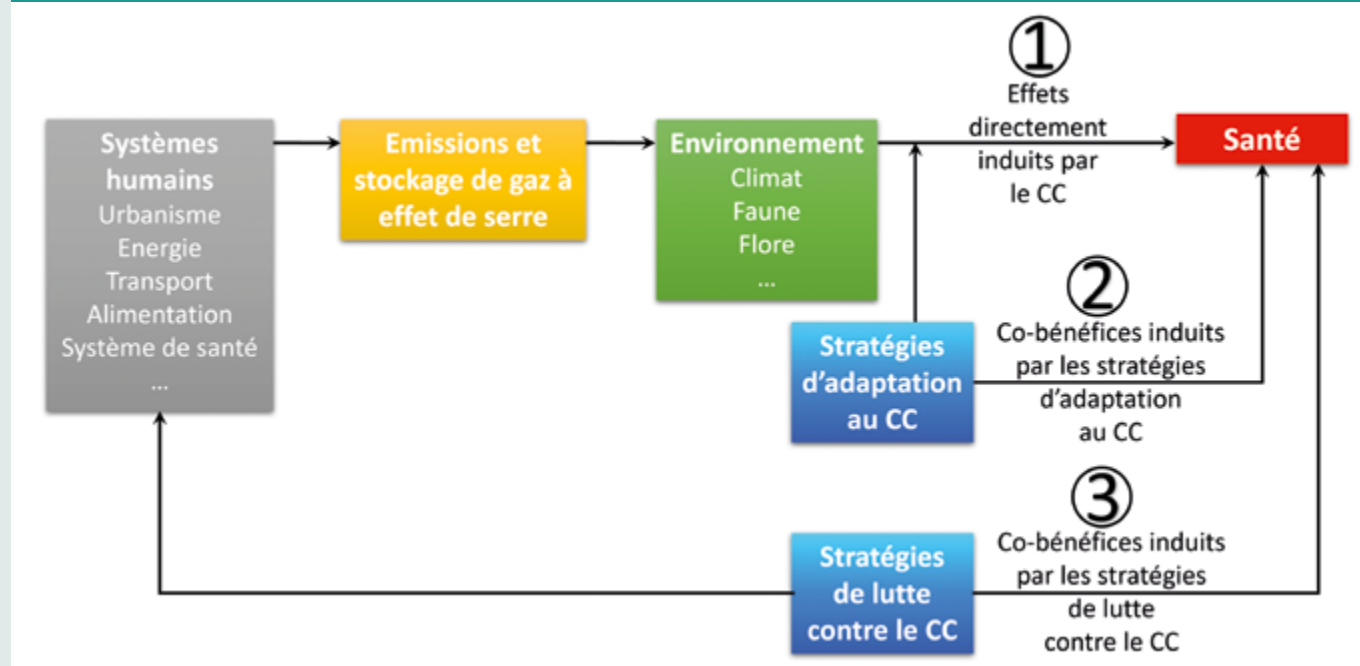 Systèmes
humains
Urbanisme
Energie
Transport
Alimentation
Système de santé
...
Emissions et
stockage de gaz à
effet de serre
Environnement
Climat
Faune
Flore
...
①
Effets
directement
induits par
le CC
Santé
Stratégies
d'adaptation
au CC
②
Co-bénéfices induits
par les stratégies
d'adaptation
au CC
Stratégies
de lutte
contre le CC
③
Co-bénéfices induits
par les stratégies
de lutte
contre le CC